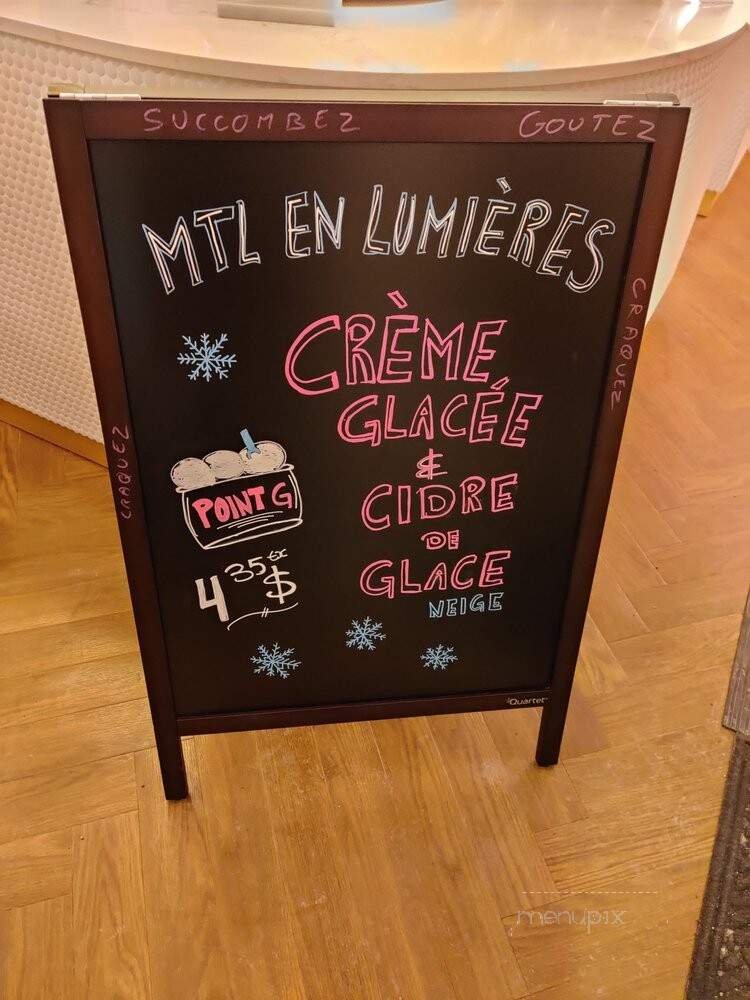 SUCCOMBEZ GOUTEZ
MTL EN LUMIÈRES
CRAQUEZ
CRÈME
GLACÉE
&
CIDRE
DE
GLACE
NEIGE
CRAQUEZ
POINT G
4 35 tx $
Quartet
menupix